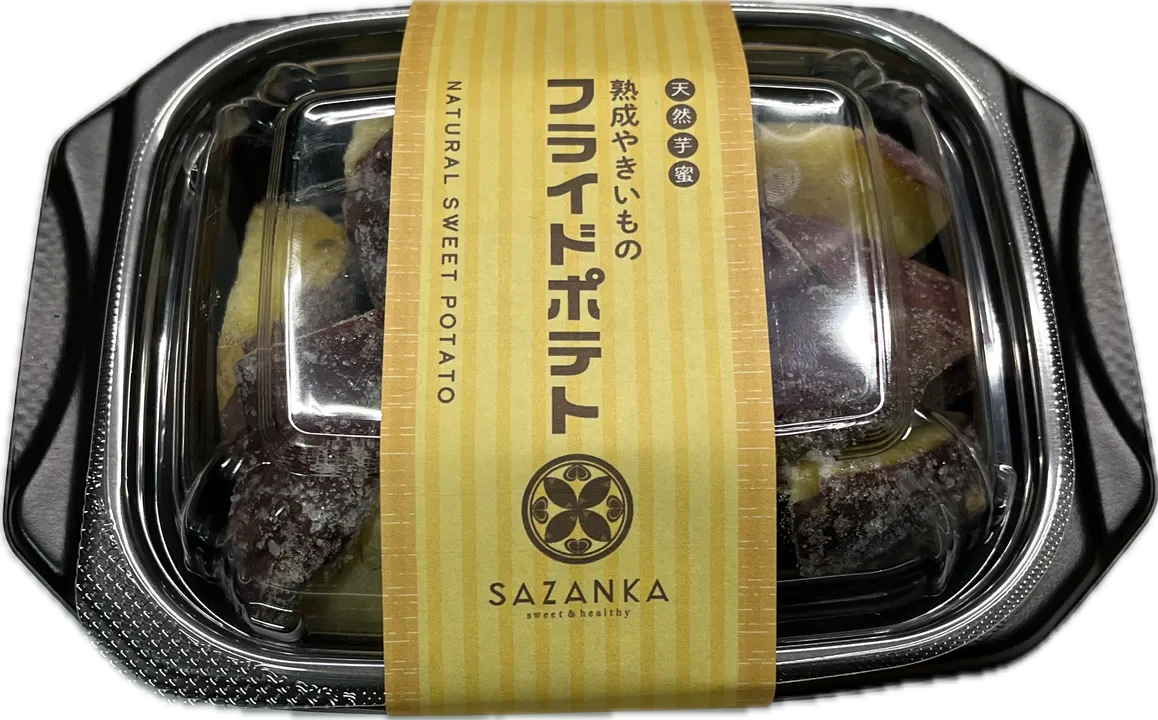 天然芋蜜
熟成やきいもの
フライドポテト
NATURAL SWEET POTATO
SAZANKA
sweet & healthy